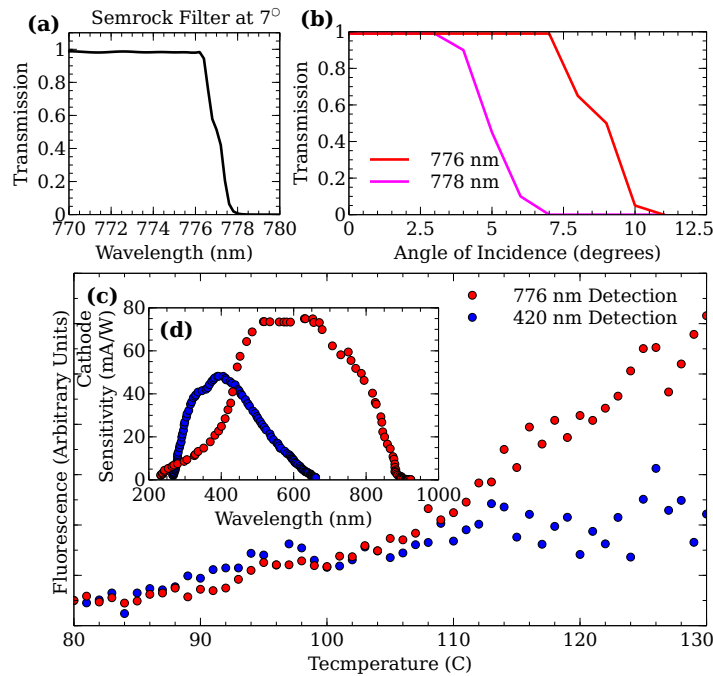 (a) Semrock Filter at 7○
Transmission
1
0.8
0.6
0.4
0.2
0
770 772 774 776 778 780
Wavelength (nm)
(b)
Transmission
1
0.8
0.6
0.4
0.2
0
776 nm
778 nm
0 2.5 5 7.5 10 12.5
Angle of Incidence (degrees)
(c)
776 nm Detection
420 nm Detection
Fluorescence (Arbitrary Units)
(d)
Cathode
Sensitivity (mA/W)
80
60
40
20
0
200 400 600 800 1000
Wavelength (nm)
80 90 100 110 120 130
Tecmperature (C)